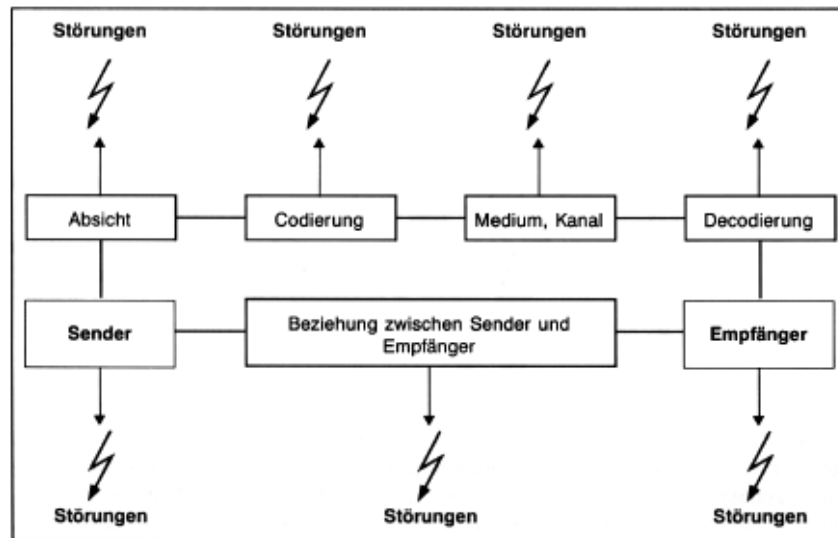 Störungen
Störungen
Störungen
Störungen
Absicht
Codierung
Medium, Kanal
Decodierung
Sender
Beziehung zwischen Sender und
Empfänger
Empfänger
Störungen
Störungen
Störungen